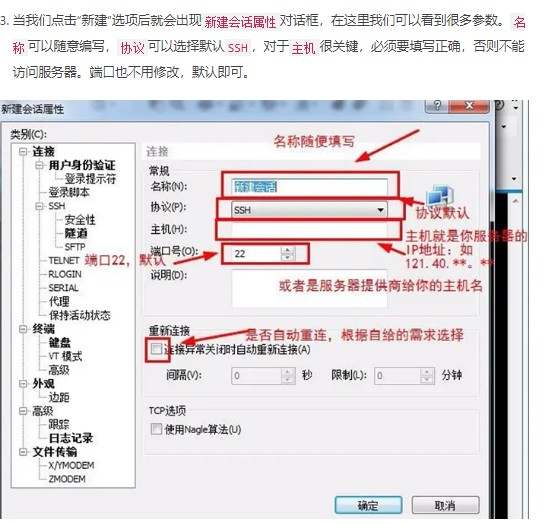 3. 当我们点击“新建”选项后就会出现 新建会话属性 对话框，在这里我们可以看到很多参数。名
称 可以随意编写，协议 可以选择默认 SSH ，对于 主机 很关键，必须要填写正确，否则不能
访问服务器。端口也不用修改，默认即可。
新建会话属性
类别(C):
连接
用户身份验证
登录提示符
登录脚本
SSH
安全性
隧道
SFTP
TELNET
RLOGIN
SERIAL
代理
保持活动状态
终端
键盘
VT 模式
高级
外观
边距
高级
跟踪
日志记录
文件传输
X/YMODEM
ZMODEM
连接
名称随便填写
常规
名称(N):
新建会话
协议(P):
SSH
协议默认
主机(H):
主机就是你服务器的
IP地址：如
121.40.**。**
端口22，默认
端口号(O):
22
说明(D):
或者是服务器提供商给你的主机名
重新连接
是否自动重连，根据自给的需求选择
连接异常关闭时自动重新连接(A)
间隔(V):
0
秒
限制(L):
0
分钟
TCP选项
使用Nagle算法(U)
确定
取消